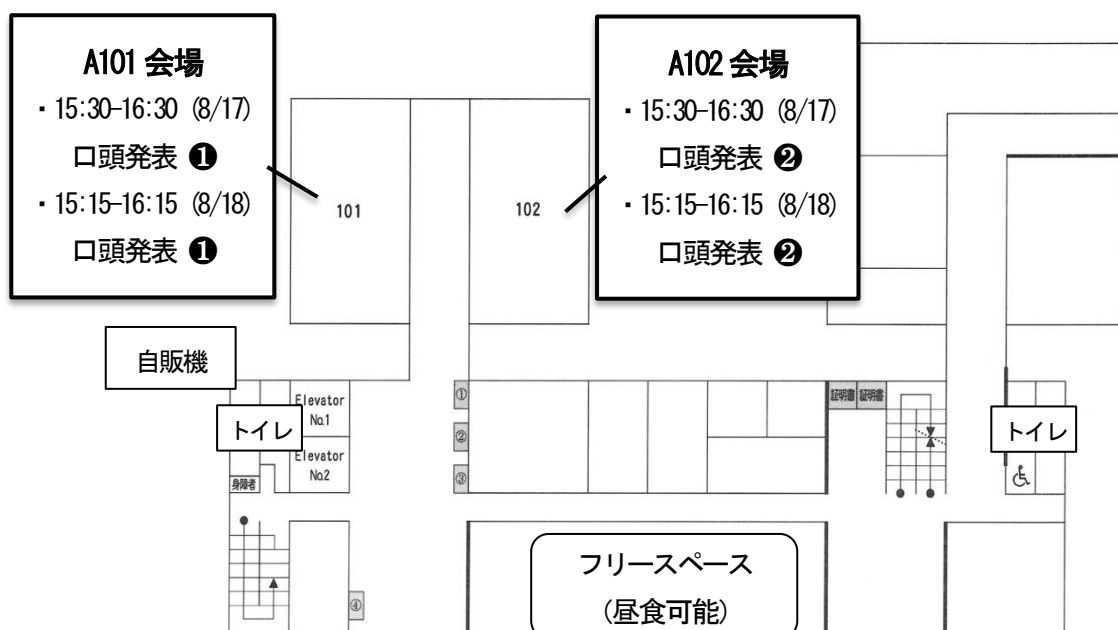 A101 会場
・15:30-16:30 (8/17)
口頭発表 ❶
・15:15-16:15 (8/18)
口頭発表 ❶
A102 会場
・15:30-16:30 (8/17)
口頭発表 ❷
・15:15-16:15 (8/18)
口頭発表 ❷
101
102
自販機
トイレ
Elevator
No.1
Elevator
No.2
身障者
①
②
③
④
証明書
証明書
トイレ
フリースペース
(昼食可能)